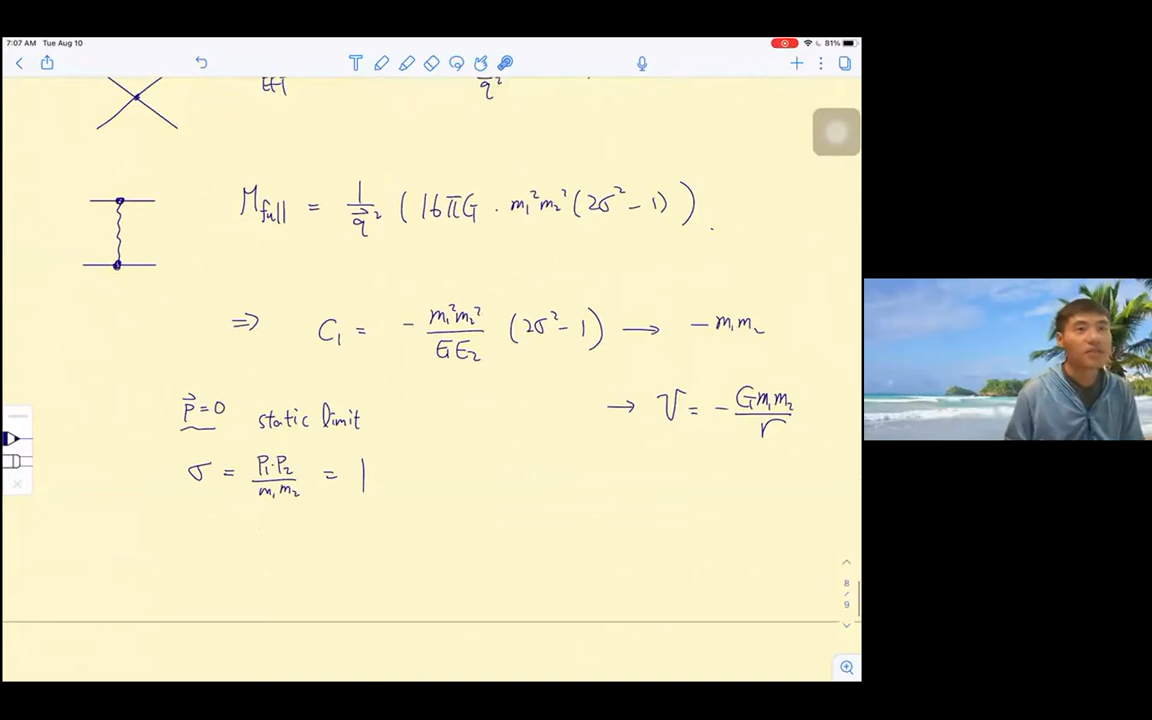 7:07 AM Tue Aug 10
81%
EFT
q²
M_full = 1/q⃗² ( 16πG · m₁²m₂² (2σ² − 1) ) .
⇒ C₁ = − m₁²m₂²/E₁E₂ (2σ² − 1) → − m₁m₂
p⃗ = 0 static limit → V = − Gm₁m₂/r
σ = P₁·P₂/m₁m₂ = 1
8
/
9